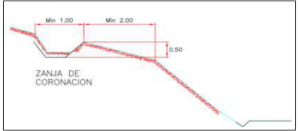 Min 1.00
Min 2.00
0.50
ZANJA DE
CORONACION